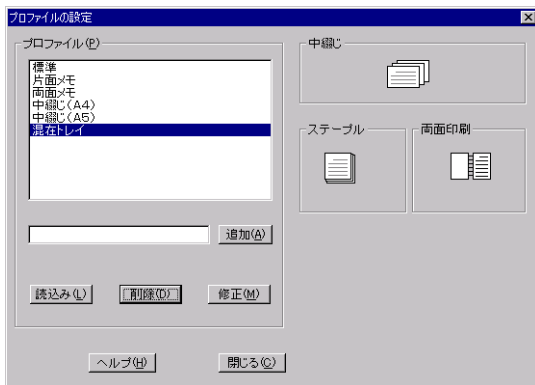 プロファイルの設定
プロファイル(P)
標準
片面メモ
両面メモ
中綴じ(A4)
中綴じ(A5)
混在トレイ
追加(A)
読込み(L)
削除(D)
修正(M)
中綴じ
ステープル
両面印刷
ヘルプ(H)
閉じる(C)